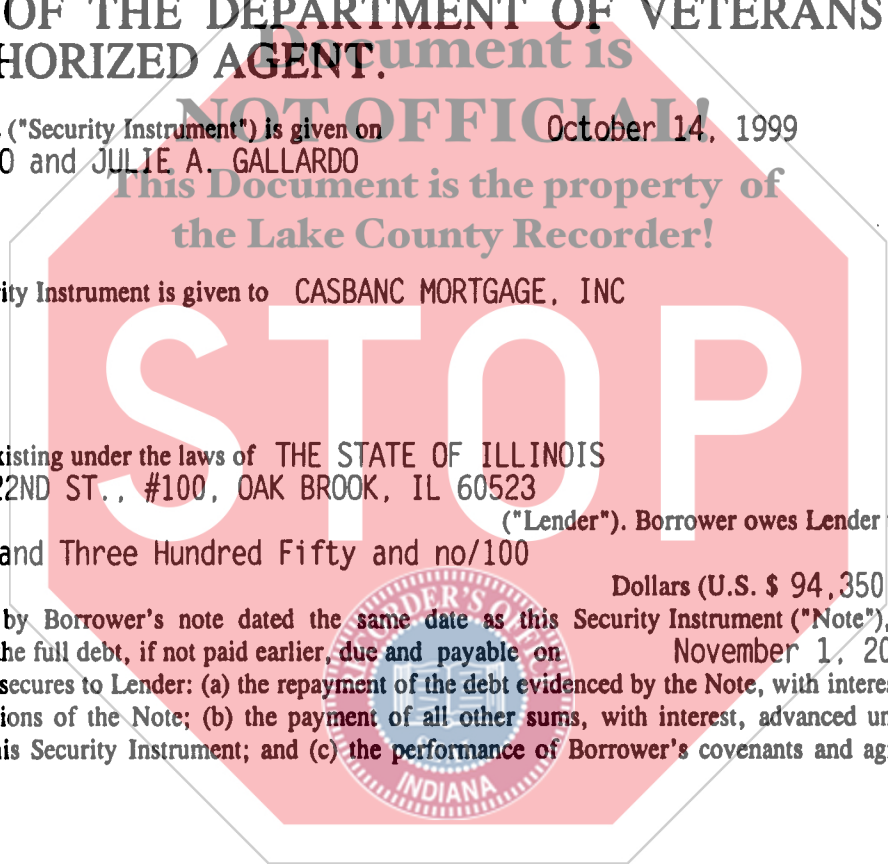 OF THE DEPARTMENT OF VETERANS
HORIZED AGENT.
Document is
NOT OFFICIAL!
This Document is the property of
the Lake County Recorder!
("Security Instrument") is given on October 14, 1999
O and JULIE A. GALLARDO
ity Instrument is given to CASBANC MORTGAGE, INC
STOP
xisting under the laws of THE STATE OF ILLINOIS
22ND ST., #100, OAK BROOK, IL 60523
("Lender"). Borrower owes Lender
and Three Hundred Fifty and no/100
Dollars (U.S. $ 94,350
by Borrower's note dated the same date as this Security Instrument ("Note"),
he full debt, if not paid earlier, due and payable on November 1, 20
secures to Lender: (a) the repayment of the debt evidenced by the Note, with interes
ions of the Note; (b) the payment of all other sums, with interest, advanced un
is Security Instrument; and (c) the performance of Borrower's covenants and ag
RECORDER'S OFFICE
INDIANA